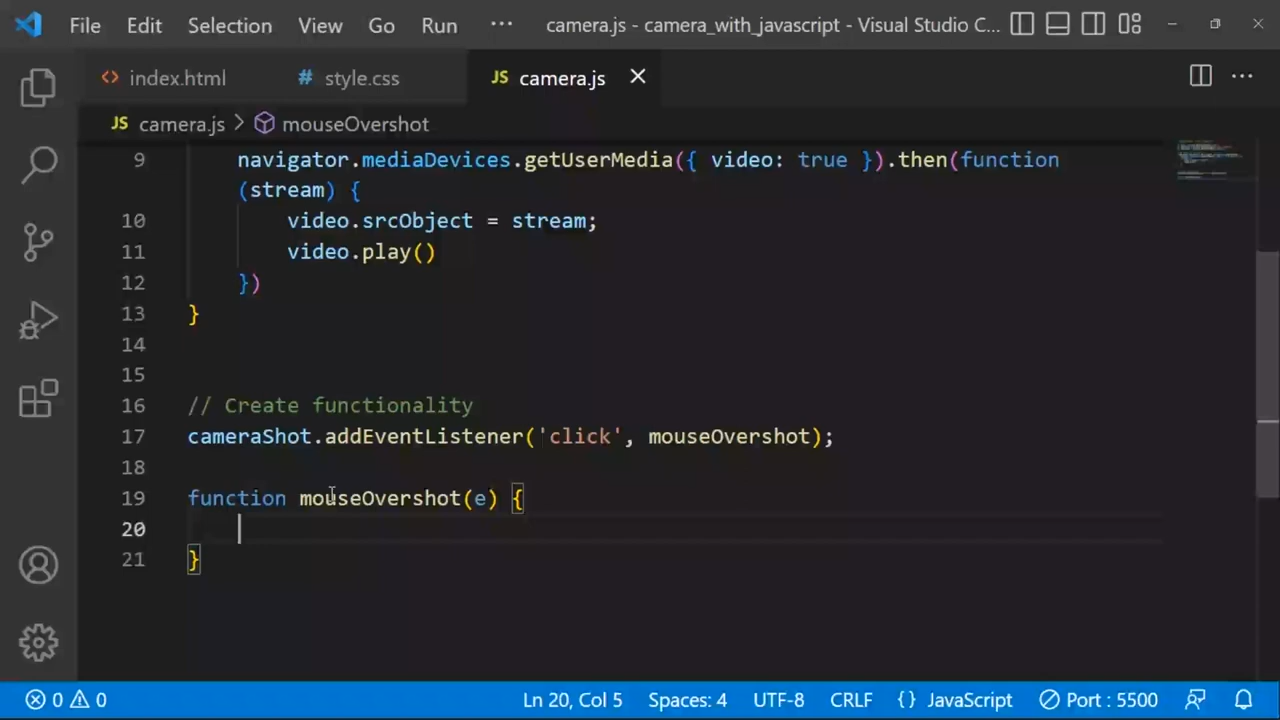 File Edit Selection View Go Run ··· camera.js - camera_with_javascript - Visual Studio C...
<> index.html # style.css JS camera.js ×
JS camera.js > mouseOvershot
9 navigator.mediaDevices.getUserMedia({ video: true }).then(function
(stream) {
10 video.srcObject = stream;
11 video.play()
12 })
13 }
14
15
16 // Create functionality
17 cameraShot.addEventListener('click', mouseOvershot);
18
19 function mouseOvershot(e) {
20
21 }
0 0 Ln 20, Col 5 Spaces: 4 UTF-8 CRLF {} JavaScript Port : 5500